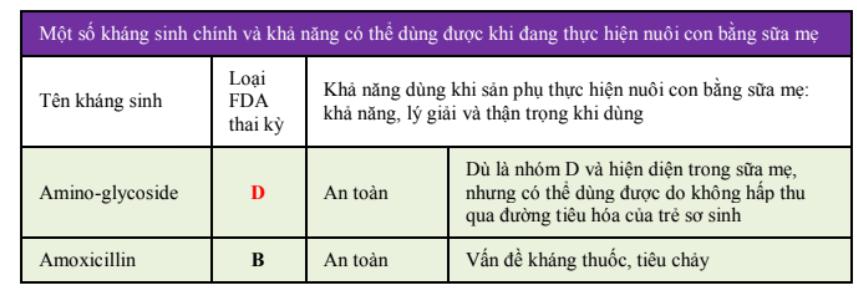 Một số kháng sinh chính và khả năng có thể dùng được khi đang thực hiện nuôi con bằng sữa mẹ
Tên kháng sinh
Loại
FDA
thai kỳ
Khả năng dùng khi sản phụ thực hiện nuôi con bằng sữa mẹ:
khả năng, lý giải và thận trọng khi dùng
Amino-glycoside
D
An toàn
Dù là nhóm D và hiện diện trong sữa mẹ,
nhưng có thể dùng được do không hấp thu
qua đường tiêu hóa của trẻ sơ sinh
Amoxicillin
B
An toàn
Vấn đề kháng thuốc, tiêu chảy